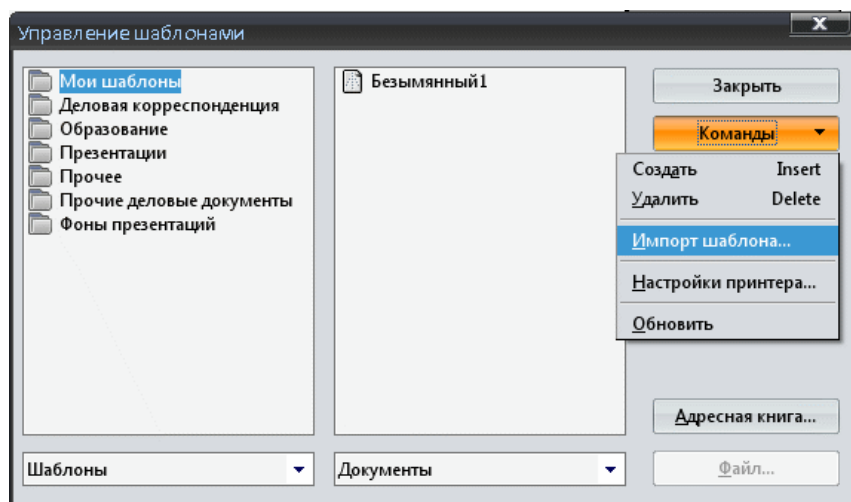 Управление шаблонами
X
Мои шаблоны
Деловая корреспонденция
Образование
Презентации
Прочее
Прочие деловые документы
Фоны презентаций
Безымянный1
Закрыть
Команды
Создать Insert
Удалить Delete
Импорт шаблона...
Настройки принтера...
Обновить
Адресная книга...
Шаблоны
Документы
Файл...